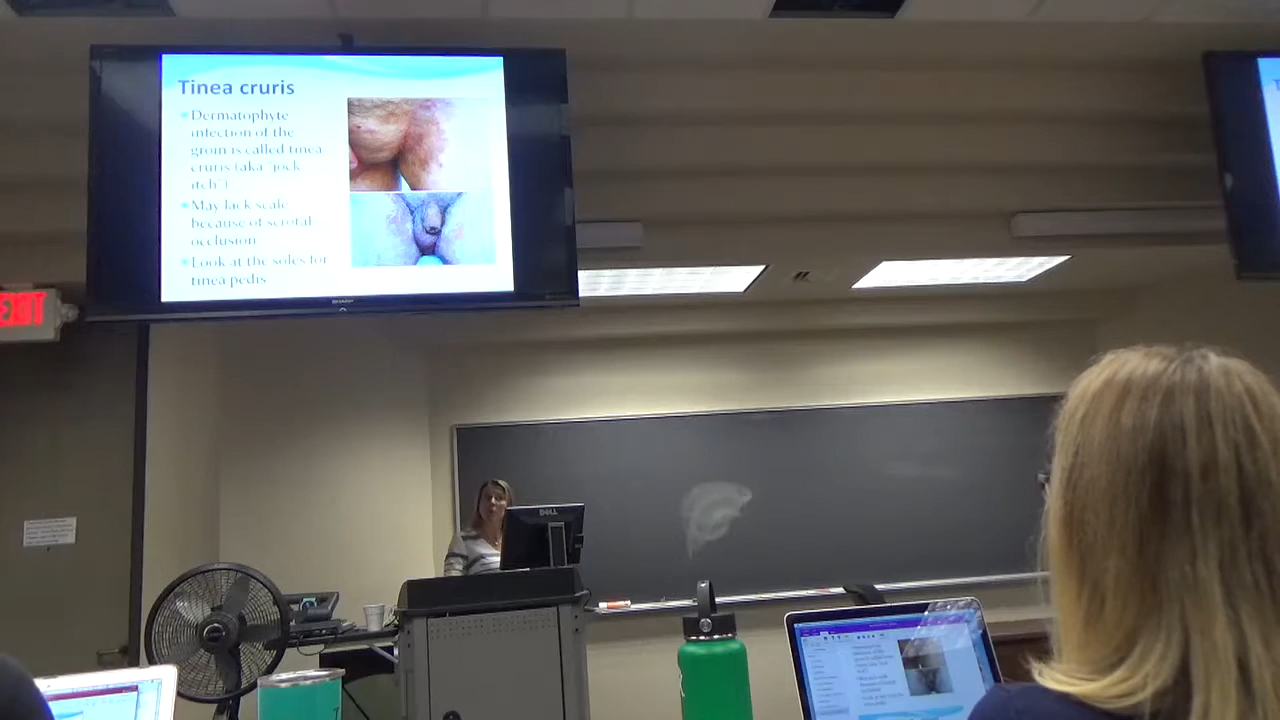 Tinea cruris
Dermatophyte
infection of the
groin is called tinea
cruris (aka "jock
itch")
May lack scale
because of scrotal
occlusion
Look at the soles for
tinea pedis
SHARP
EXIT
DELL